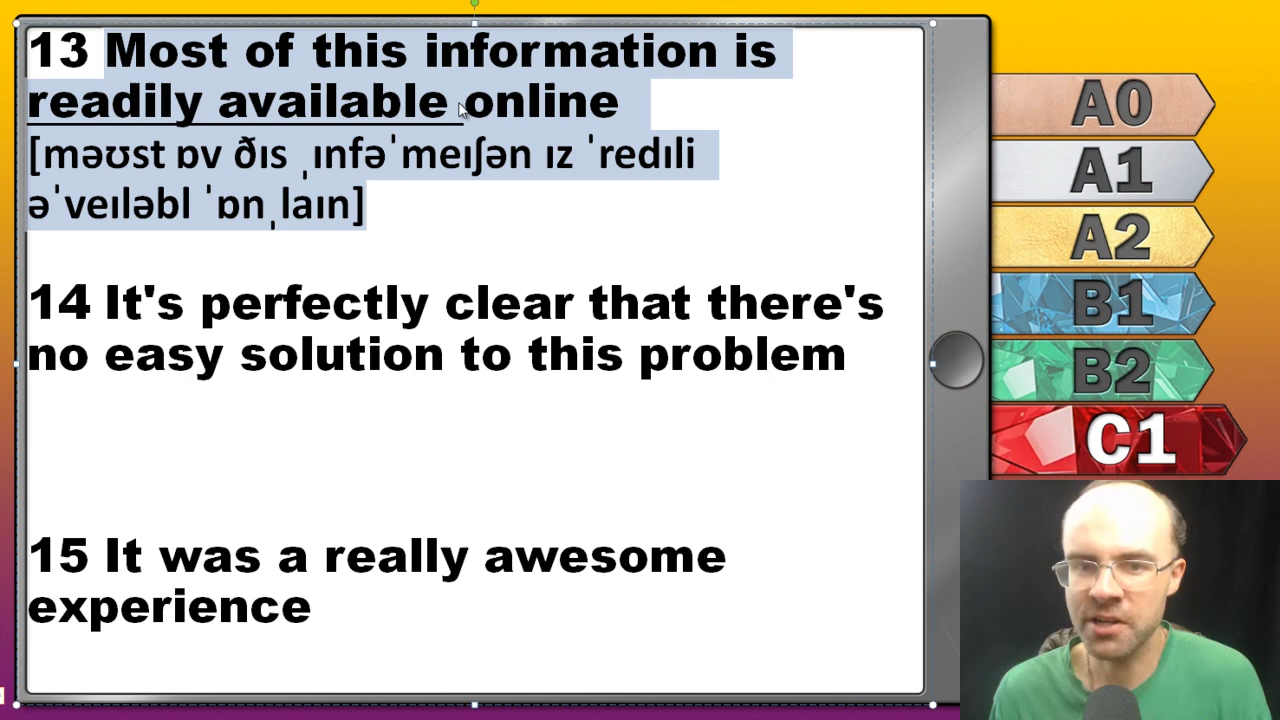 13 Most of this information is
readily available online
[məʊst ɒv ðɪs ˌɪnfəˈmeɪʃən ɪz ˈredɪli
əˈveɪləbl ˈɒnˌlaɪn]
14 It's perfectly clear that there's
no easy solution to this problem
15 It was a really awesome
experience
A0
A1
A2
B1
B2
C1